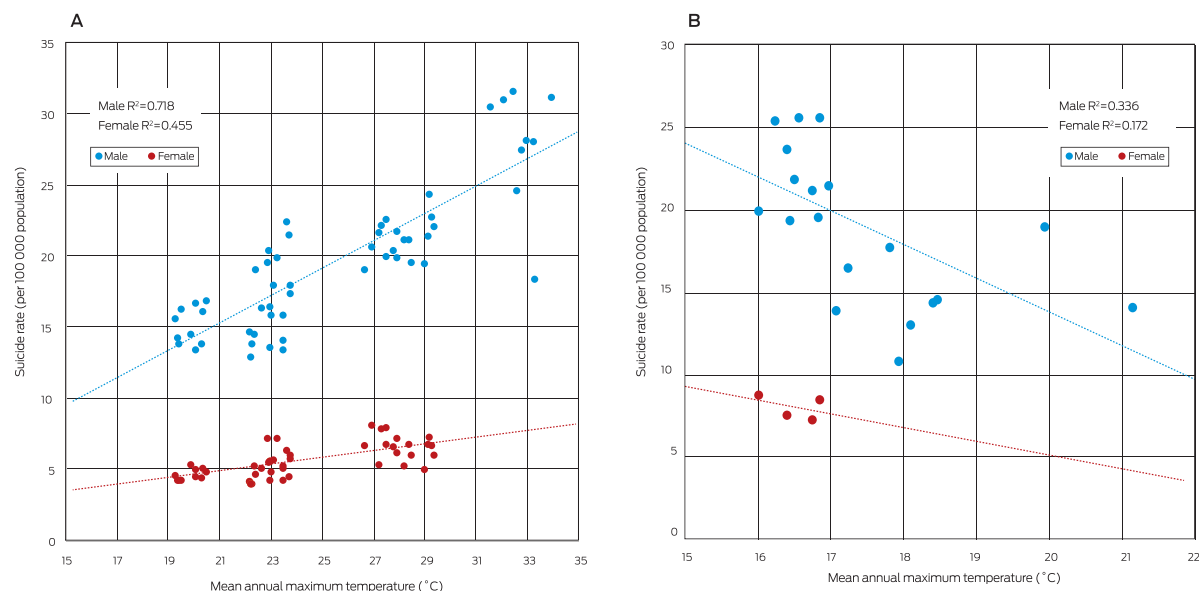 A
35
30
25
20
15
10
5
0
Suicide rate (per 100 000 population)
Male R²=0.718
Female R²=0.455
Male Female
15 17 19 21 23 25 27 29 31 33 35
Mean annual maximum temperature (˚C)
B
30
25
20
15
10
5
0
Suicide rate (per 100 000 population)
Male R²=0.336
Female R²=0.172
Male Female
15 16 17 18 19 20 21 22
Mean annual maximum temperature (˚C)